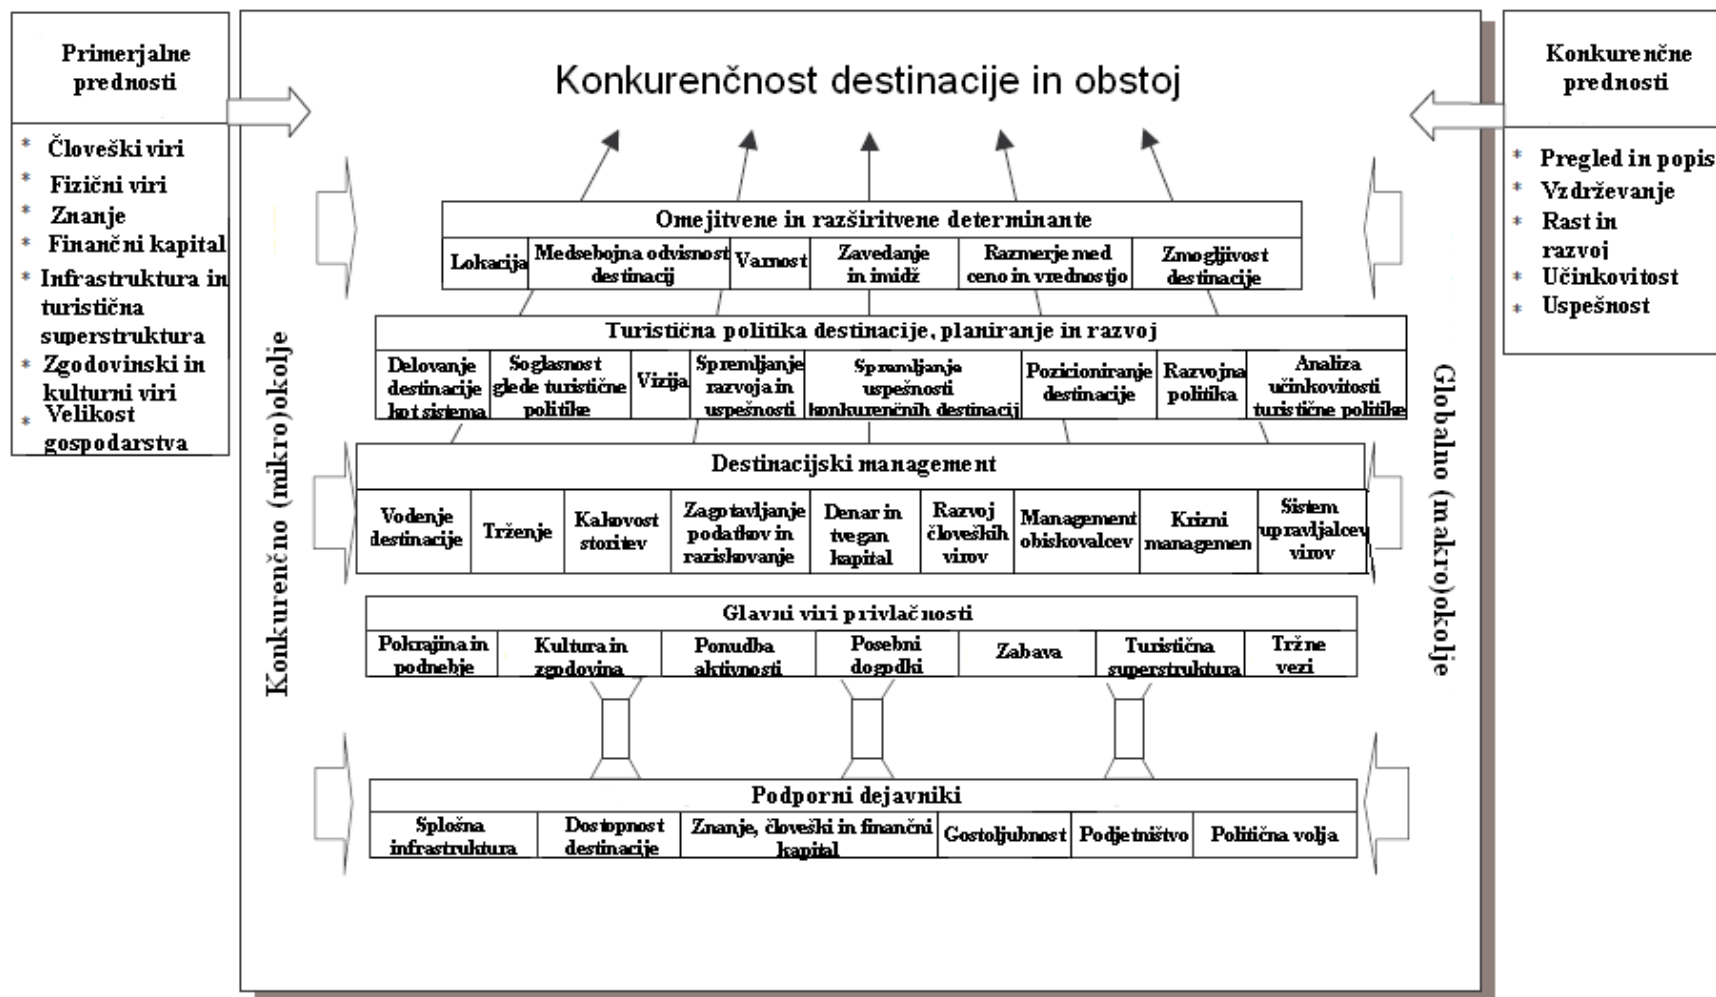 Primerjalne
prednosti
* Človeški viri
* Fizični viri
* Znanje
* Finančni kapital
* Infrastruktura in
turistična
superstruktura
* Zgodovinski in
kulturni viri
* Velikost
gospodarstva
Konkurenčno (mikro)okolje
Konkurenčnost destinacije in obstoj
Omejitvene in razširitvene determinante
Lokacija
Medsebojna odvisnost
destinacij
Varnost
Zavedanje
in imidž
Razmerje med
ceno in vrednostjo
Zmogljivost
destinacije
Turistična politika destinacije, planiranje in razvoj
Delovanje
destinacije
kot sistema
Soglasnost
glede turistične
politike
Vizija
Spremljanje
razvoja in
uspešnosti
Spremljanje
uspešnosti
konkurenčnih destinacij
Pozicioniranje
destinacije
Razvojna
politika
Analiza
učinkovitosti
turistične politike
Destinacijski management
Vodenje
destinacije
Trženje
Kakovost
storitev
Zagotavljanje
podatkov in
raziskovanje
Denar in
tvegan
kapital
Razvoj
človeških
virov
Management
obiskovalcev
Krizni
managemen
Sistem
upravljalcev
virov
Glavni viri privlačnosti
Pokrajina in
podnebje
Kultura in
zgodovina
Ponudba
aktivnosti
Posebni
dogodki
Zabava
Turistična
superstruktura
Tržne
vezi
Podporni dejavniki
Splošna
infrastruktura
Dostopnost
destinacije
Znanje, človeški in finančni
kapital
Gostoljubnost
Podjetništvo
Politična volja
Globalno (makro)okolje
Konkurenčne
prednosti
* Pregled in popis
* Vzdrževanje
* Rast in
razvoj
* Učinkovitost
* Uspešnost